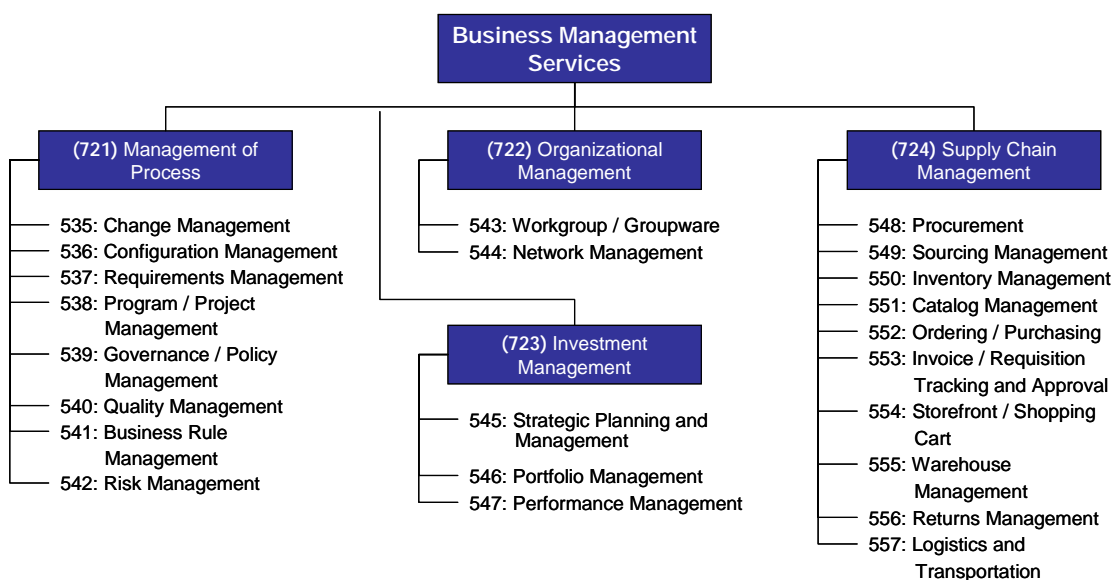 Business Management
Services
(721) Management of
Process
535: Change Management
536: Configuration Management
537: Requirements Management
538: Program / Project
Management
539: Governance / Policy
Management
540: Quality Management
541: Business Rule
Management
542: Risk Management
(722) Organizational
Management
543: Workgroup / Groupware
544: Network Management
(723) Investment
Management
545: Strategic Planning and
Management
546: Portfolio Management
547: Performance Management
(724) Supply Chain
Management
548: Procurement
549: Sourcing Management
550: Inventory Management
551: Catalog Management
552: Ordering / Purchasing
553: Invoice / Requisition
Tracking and Approval
554: Storefront / Shopping
Cart
555: Warehouse
Management
556: Returns Management
557: Logistics and
Transportation